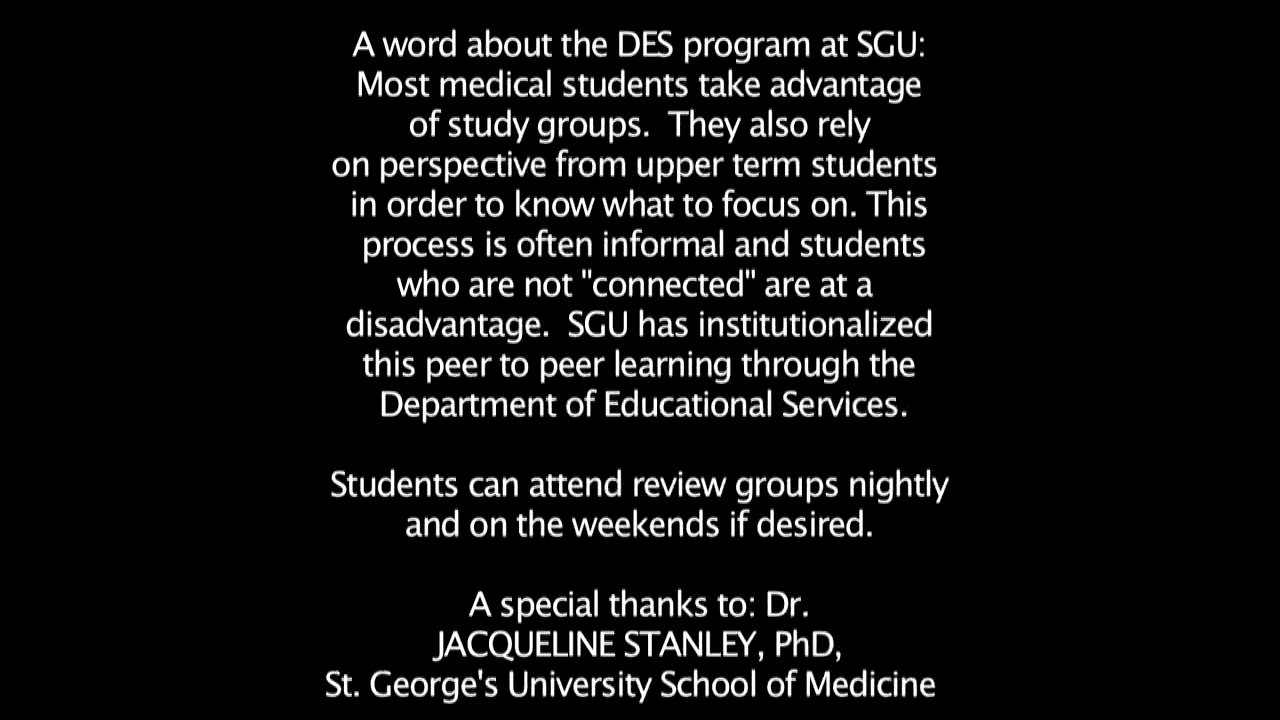 A word about the DES program at SGU:
Most medical students take advantage
of study groups.  They also rely
on perspective from upper term students
in order to know what to focus on. This
process is often informal and students
who are not "connected" are at a
disadvantage.  SGU has institutionalized
this peer to peer learning through the
Department of Educational Services.
Students can attend review groups nightly
and on the weekends if desired.
A special thanks to: Dr.
JACQUELINE STANLEY, PhD,
St. George's University School of Medicine